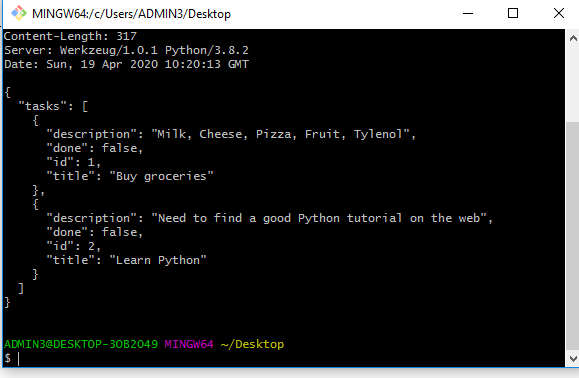 MINGW64:/c/Users/ADMIN3/Desktop
Content-Length: 317
Server: Werkzeug/1.0.1 Python/3.8.2
Date: Sun, 19 Apr 2020 10:20:13 GMT
{
  "tasks": [
    {
      "description": "Milk, Cheese, Pizza, Fruit, Tylenol",
      "done": false,
      "id": 1,
      "title": "Buy groceries"
    },
    {
      "description": "Need to find a good Python tutorial on the web",
      "done": false,
      "id": 2,
      "title": "Learn Python"
    }
  ]
}
ADMIN3@DESKTOP-3OB2O49 MINGW64 ~/Desktop
$